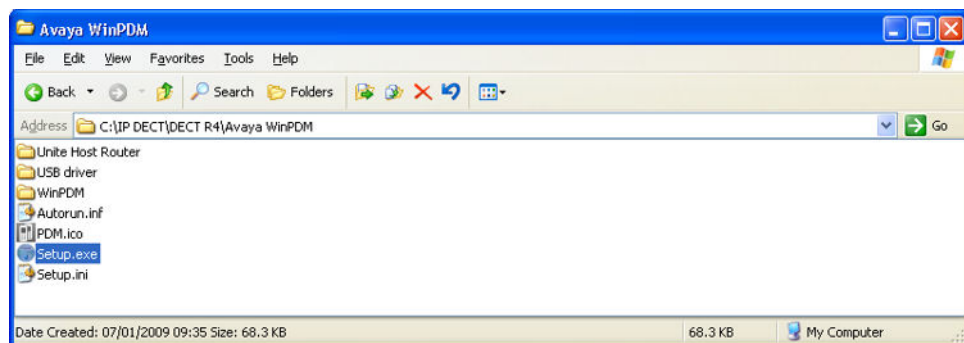 Avaya WinPDM
File Edit View Favorites Tools Help
Back Search Folders
Address C:\IP DECT\DECT R4\Avaya WinPDM Go
Unite Host Router
USB driver
WinPDM
Autorun.inf
PDM.ico
Setup.exe
Setup.ini
Date Created: 07/01/2009 09:35 Size: 68.3 KB 68.3 KB My Computer